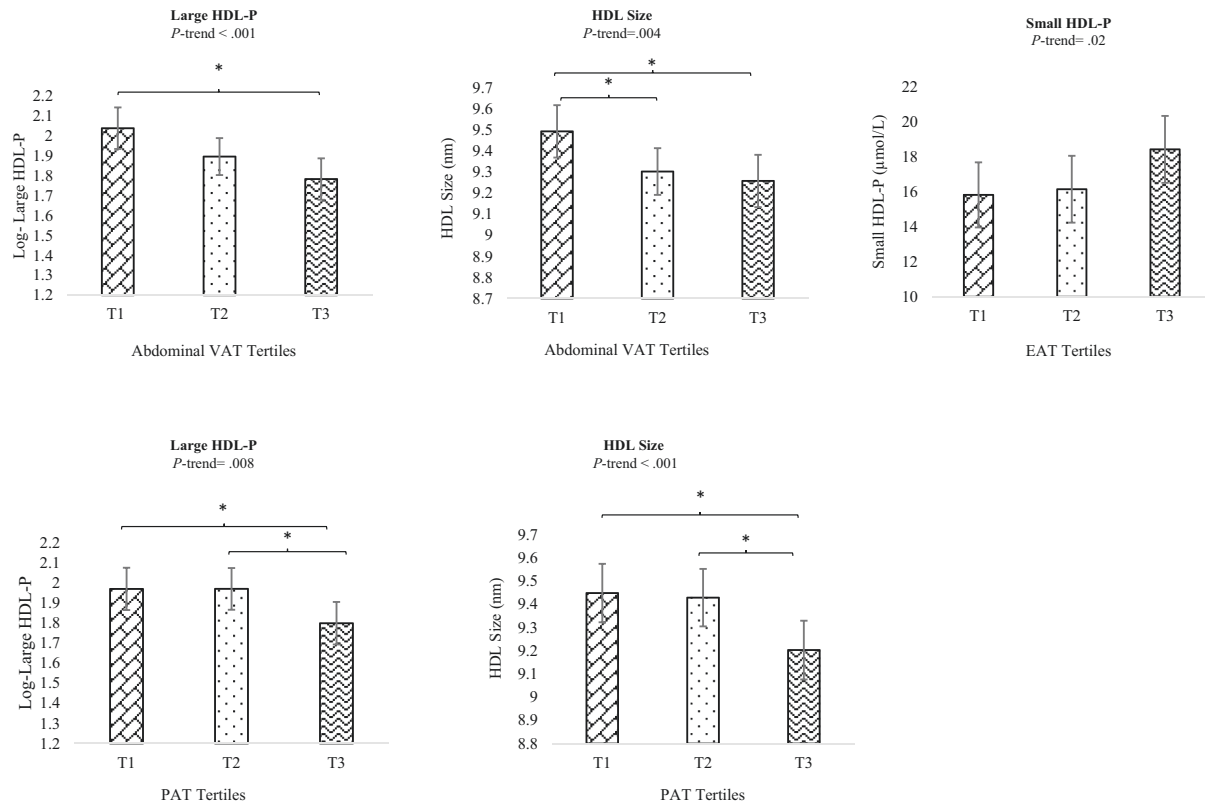 Large HDL-P
P-trend < .001
*
Log- Large HDL-P
2.2
2.1
2
1.9
1.8
1.7
1.6
1.5
1.4
1.3
1.2
T1 T2 T3
Abdominal VAT Tertiles
HDL Size
P-trend=.004
*
*
HDL Size (nm)
9.7
9.6
9.5
9.4
9.3
9.2
9.1
9
8.9
8.8
8.7
T1 T2 T3
Abdominal VAT Tertiles
Small HDL-P
P-trend= .02
Small HDL-P (µmol/L)
22
20
18
16
14
12
10
T1 T2 T3
EAT Tertiles
Large HDL-P
P-trend= .008
*
*
Log-Large HDL-P
2.2
2.1
2
1.9
1.8
1.7
1.6
1.5
1.4
1.3
1.2
T1 T2 T3
PAT Tertiles
HDL Size
P-trend < .001
*
*
HDL Size (nm)
9.7
9.6
9.5
9.4
9.3
9.2
9.1
9
8.9
8.8
T1 T2 T3
PAT Tertiles